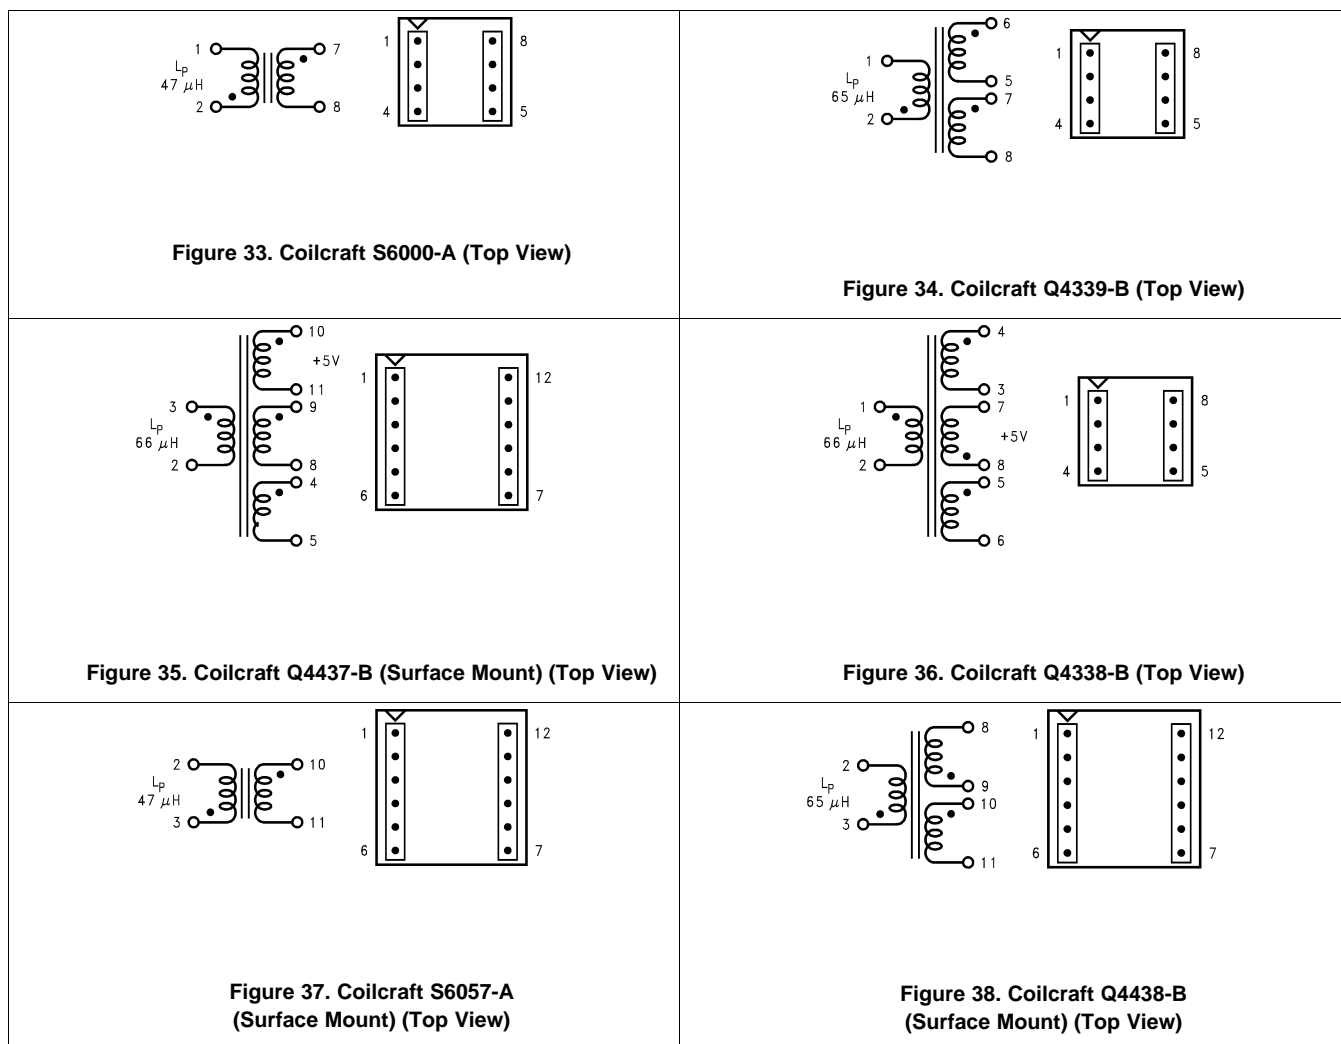 1
7
L_P
47 μH
2
8
1
8
4
5
Figure 33. Coilcraft S6000-A (Top View)
6
1
5
L_P
65 μH
7
2
8
1
8
4
5
Figure 34. Coilcraft Q4339-B (Top View)
10
+5V
11
3
9
L_P
66 μH
2
8
4
5
1
12
6
7
Figure 35. Coilcraft Q4437-B (Surface Mount) (Top View)
4
3
1
7
L_P
66 μH
+5V
2
8
5
6
1
8
4
5
Figure 36. Coilcraft Q4338-B (Top View)
2
10
L_P
47 μH
3
11
1
12
6
7
Figure 37. Coilcraft S6057-A
(Surface Mount) (Top View)
8
2
9
L_P
65 μH
10
3
11
1
12
6
7
Figure 38. Coilcraft Q4438-B
(Surface Mount) (Top View)